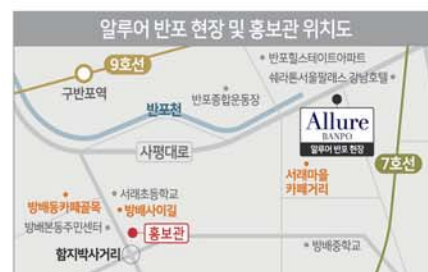 알루어 반포 현장 및 홍보관 위치도
9호선
구반포역
반포힐스테이트아파트
쉐라톤서울팔래스 강남호텔
반포종합운동장
반포천
Allure
BANPO
알루어 반포 현장
사평대로
7호선
서래마을
카페거리
서래초등학교
방배동카페골목
방배사이길
방배본동주민센터
홍보관
함지박사거리
방배중학교